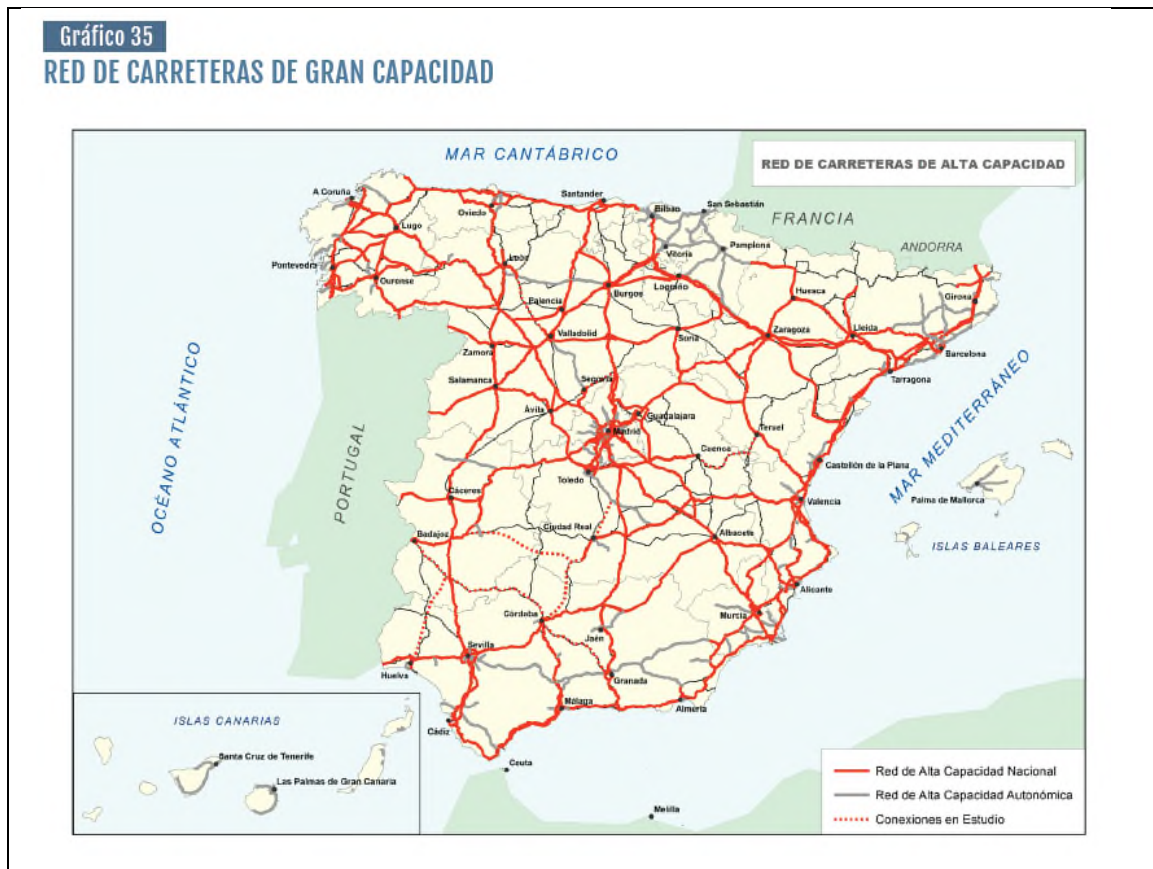 Gráfico 35
RED DE CARRETERAS DE GRAN CAPACIDAD
MAR CANTÁBRICO
RED DE CARRETERAS DE ALTA CAPACIDAD
A Coruña
Santander
Oviedo
Bilbao
San Sebastián
FRANCIA
Lugo
Vitoria
Pamplona
ANDORRA
Pontevedra
León
Ourense
Burgos
Logroño
Huesca
Girona
Palencia
Valladolid
Soria
Zaragoza
Lleida
Zamora
Barcelona
Tarragona
Salamanca
Segovia
OCÉANO ATLÁNTICO
PORTUGAL
MAR MEDITERRÁNEO
Ávila
Guadalajara
Madrid
Teruel
Cuenca
Castellón de la Plana
Toledo
Cáceres
Valencia
Palma de Mallorca
Badajoz
Ciudad Real
Albacete
ISLAS BALEARES
Alicante
Córdoba
Murcia
Jaén
Sevilla
Huelva
Granada
Málaga
Almería
Cádiz
ISLAS CANARIAS
Santa Cruz de Tenerife
Las Palmas de Gran Canaria
Ceuta
Melilla
Red de Alta Capacidad Nacional
Red de Alta Capacidad Autonómica
Conexiones en Estudio